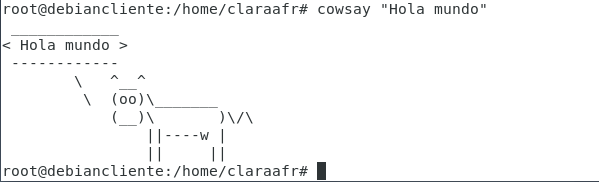 root@debiancliente:/home/claraafr# cowsay "Hola mundo"
 ____________
< Hola mundo >
 ------------
        \   ^__^
         \  (oo)\_______
            (__)\       )\/\
                ||----w |
                ||     ||
root@debiancliente:/home/claraafr#